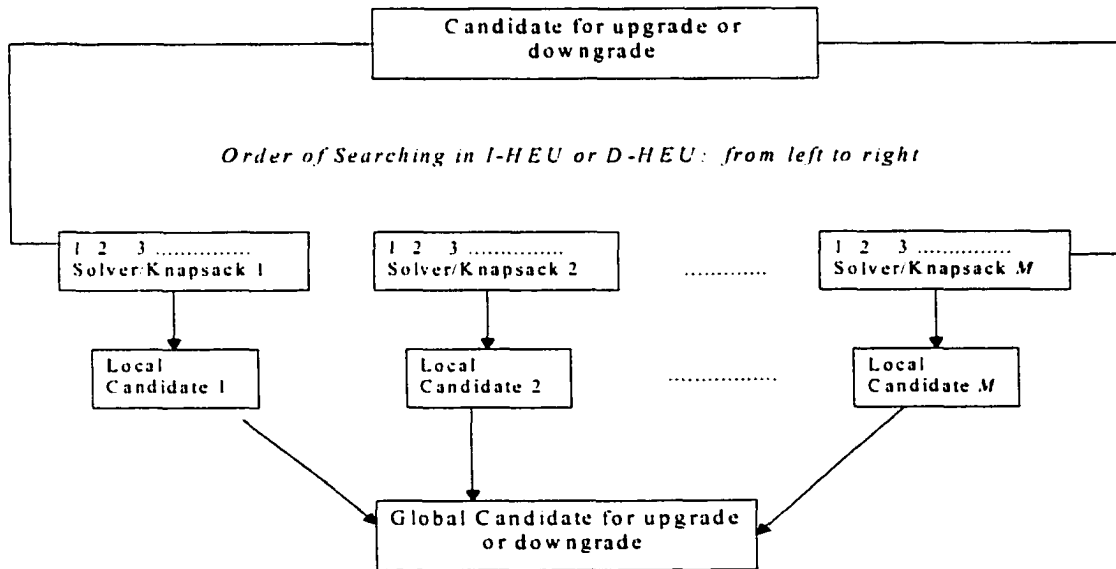 Candidate for upgrade or
downgrade
Order of Searching in I-HEU or D-HEU: from left to right
1 2 3 ...............
Solver/Knapsack 1
1 2 3 ...............
Solver/Knapsack 2
.............
1 2 3 ...............
Solver/Knapsack M
Local
Candidate 1
Local
Candidate 2
.................
Local
Candidate M
Global Candidate for upgrade
or downgrade